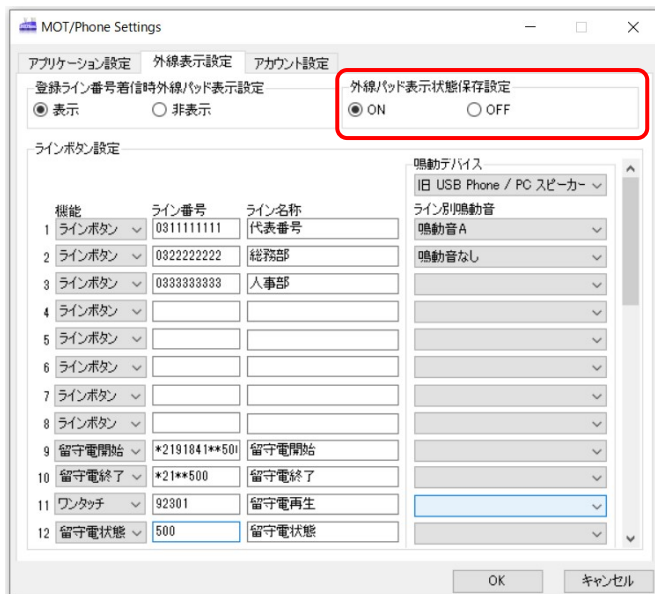 MOT/Phone Settings
アプリケーション設定 外線表示設定 アカウント設定
登録ライン番号着信時外線パッド表示設定 外線パッド表示状態保存設定
表示 非表示 ON OFF
ラインボタン設定
鳴動デバイス
旧 USB Phone / PC スピーカー
機能 ライン番号 ライン名称 ライン別鳴動音
1 ラインボタン 0311111111 代表番号 鳴動音A
2 ラインボタン 0322222222 総務部 鳴動音なし
3 ラインボタン 0333333333 人事部
4 ラインボタン
5 ラインボタン
6 ラインボタン
7 ラインボタン
8 ラインボタン
9 留守電開始 *2191841**50 留守電開始
10 留守電終了 *21**500 留守電終了
11 ワンタッチ 92301 留守電再生
12 留守電状態 500 留守電状態
OK キャンセル